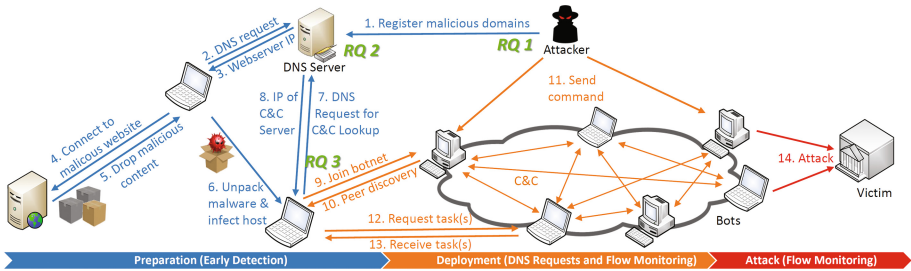 1. Register malicious domains
2. DNS request
3. Webserver IP
RQ 2
RQ 1
DNS Server
Attacker
8. IP of
C&C
Server
7. DNS
Request for
C&C Lookup
11. Send
command
4. Connect to
malicous website
5. Drop malicious
content
RQ 3
6. Unpack
malware &
infect host
9. Join botnet
10. Peer discovery
C&C
14. Attack
Victim
Bots
12. Request task(s)
13. Receive task(s)
Preparation (Early Detection)
Deployment (DNS Requests and Flow Monitoring)
Attack (Flow Monitoring)